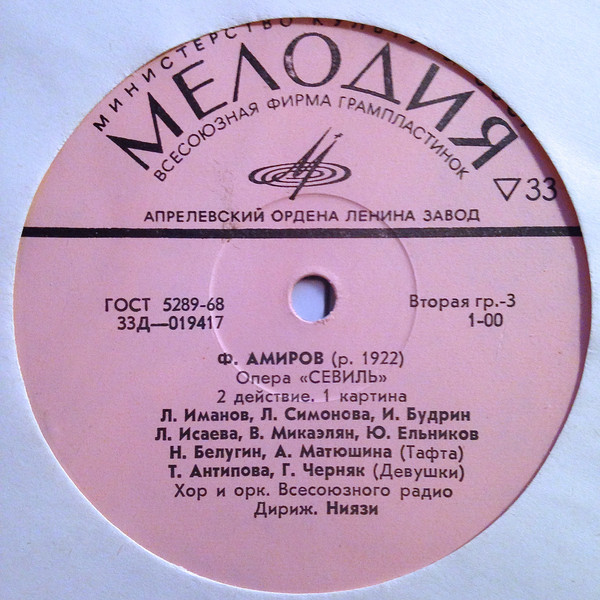 МИНИСТЕРСТВО КУЛЬТУРЫ
МЕЛОДИЯ
ВСЕСОЮЗНАЯ ФИРМА ГРАМПЛАСТИНОК
▽33
АПРЕЛЕВСКИЙ ОРДЕНА ЛЕНИНА ЗАВОД
ГОСТ 5289-68
33Д—019417
Вторая гр.-3
1-00
Ф. АМИРОВ (р. 1922)
Опера «СЕВИЛЬ»
2 действие. 1 картина
Л. Иманов, Л. Симонова, И. Будрин
Л. Исаева, В. Микаэлян, Ю. Ельников
Н. Белугин, А. Матюшина (Тафта)
Т. Антипова, Г. Черняк (Девушки)
Хор и орк. Всесоюзного радио
Дириж. Ниязи